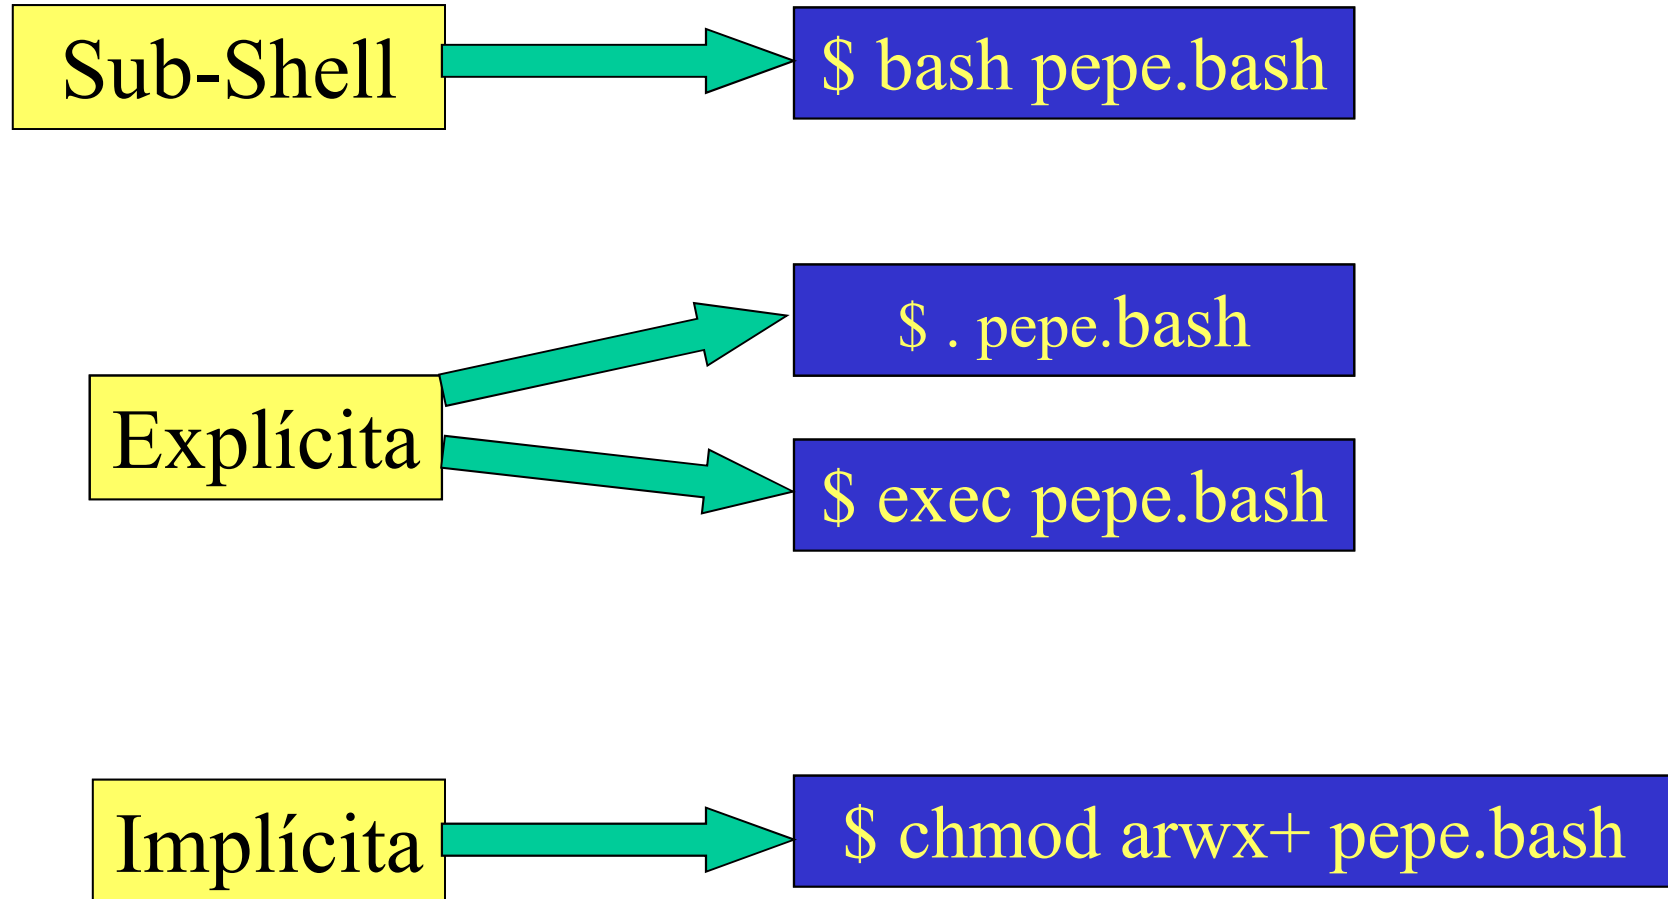 Sub-Shell
$ bash pepe.bash
$ . pepe.bash
Explícita
$ exec pepe.bash
Implícita
$ chmod arwx+ pepe.bash